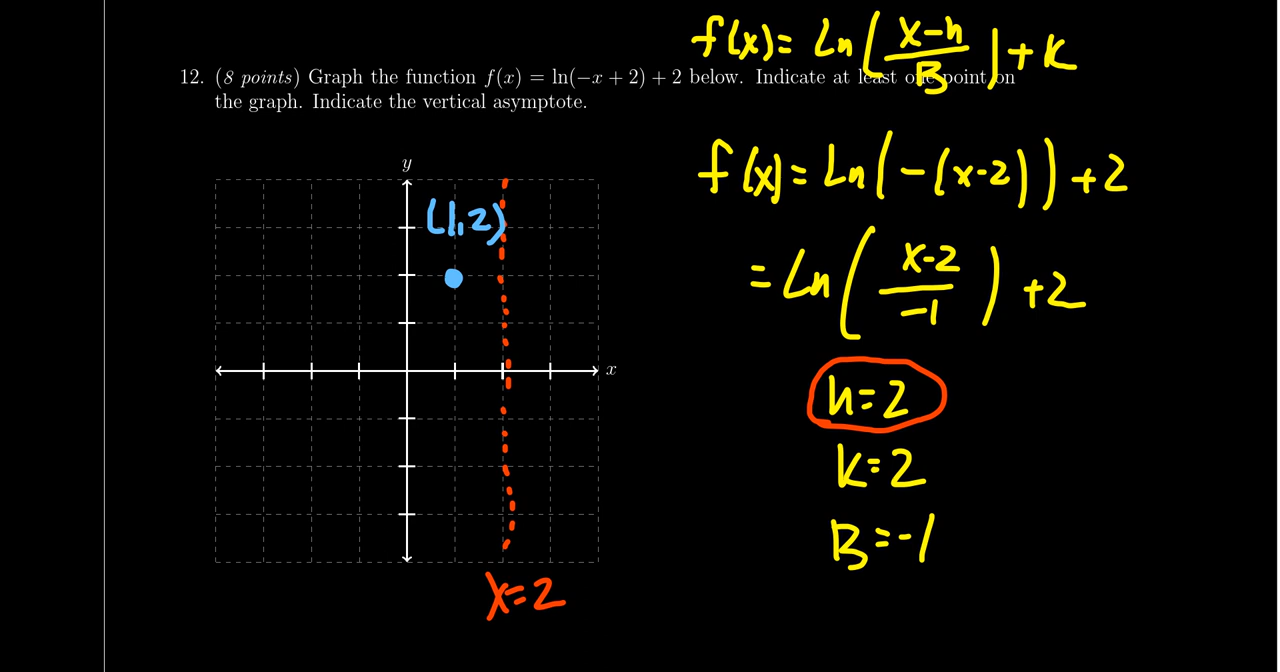 f(x) = Ln[(x-h)/B] + K
12. (8 points) Graph the function f(x) = ln(−x + 2) + 2 below. Indicate at least one point on
the graph. Indicate the vertical asymptote.
f(x) = Ln(-(x-2)) + 2
= Ln((x-2)/-1) + 2
h=2
K=2
B=-1
y
(1,2)
x
x=2